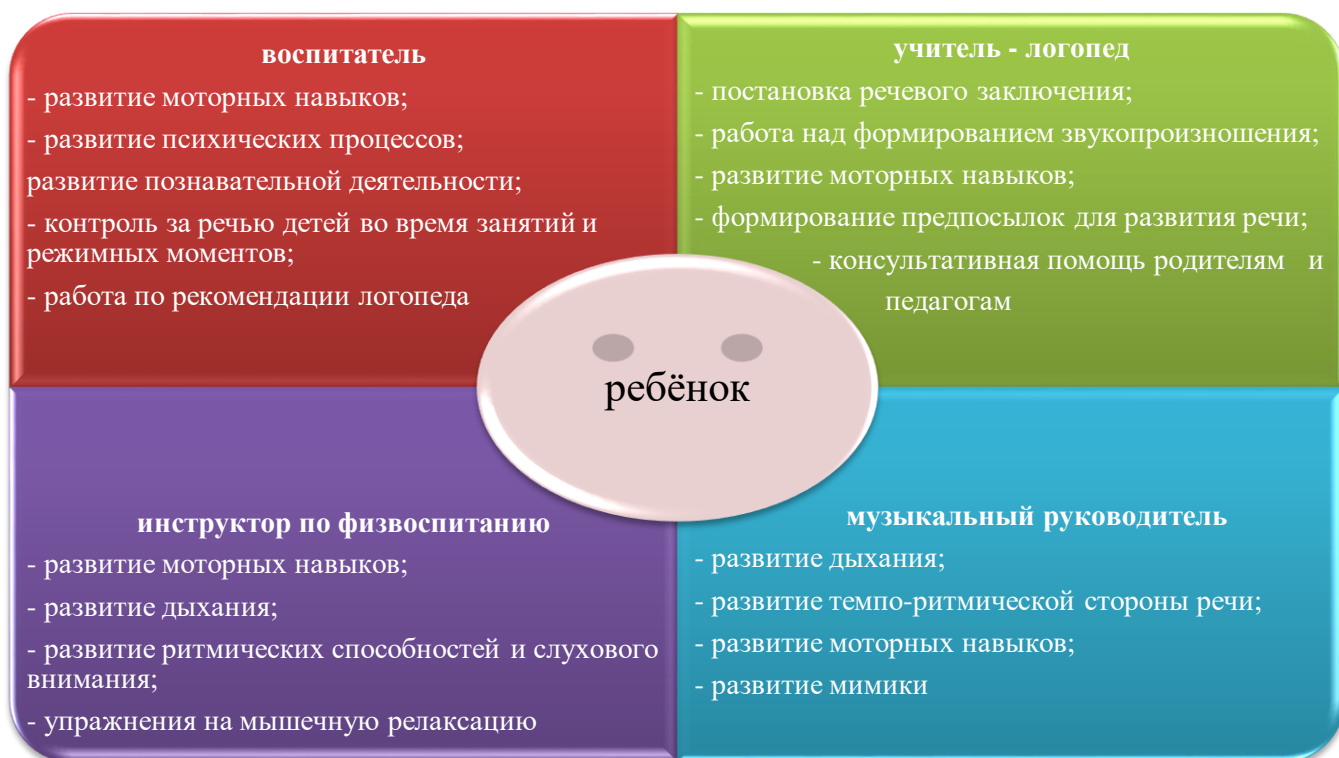 воспитатель
- развитие моторных навыков;
- развитие психических процессов;
развитие познавательной деятельности;
- контроль за речью детей во время занятий и
режимных моментов;
- работа по рекомендации логопеда
учитель - логопед
- постановка речевого заключения;
- работа над формированием звукопроизношения;
- развитие моторных навыков;
- формирование предпосылок для развития речи;
- консультативная помощь родителям и
педагогам
ребёнок
инструктор по физвоспитанию
- развитие моторных навыков;
- развитие дыхания;
- развитие ритмических способностей и слухового
внимания;
- упражнения на мышечную релаксацию
музыкальный руководитель
- развитие дыхания;
- развитие темпо-ритмической стороны речи;
- развитие моторных навыков;
- развитие мимики